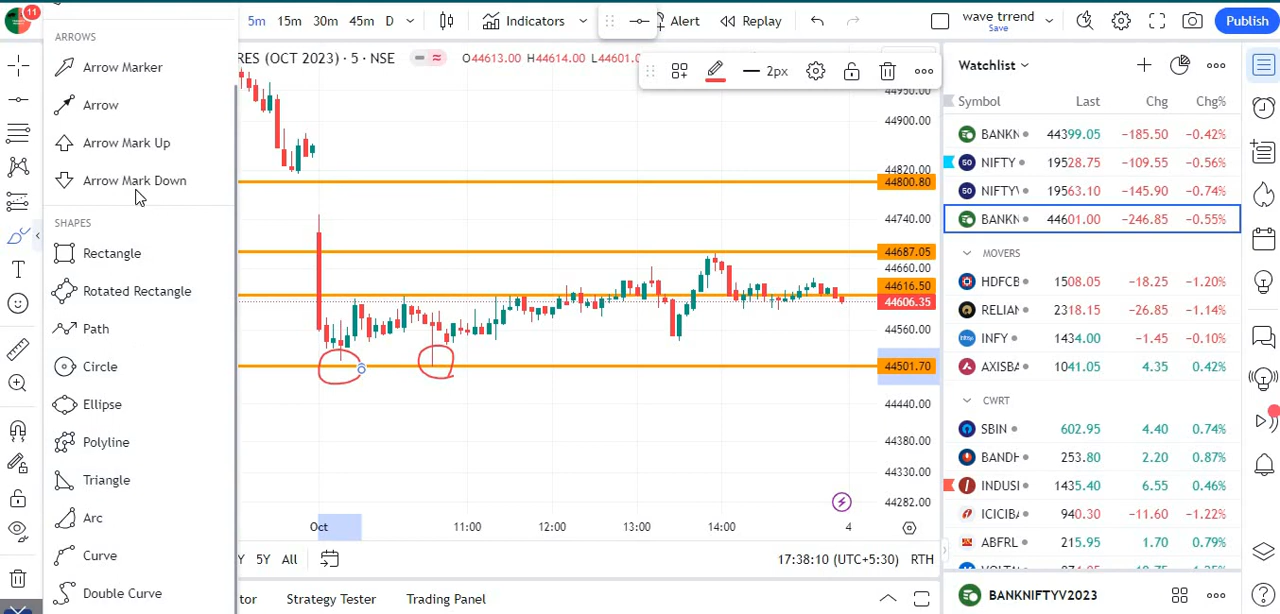 11
5m 15m 30m 45m D Indicators Alert Replay wave trrend Save Publish
ARROWS
Arrow Marker
Arrow
Arrow Mark Up
Arrow Mark Down
SHAPES
Rectangle
Rotated Rectangle
Path
Circle
Ellipse
Polyline
Triangle
Arc
Curve
Double Curve
RES (OCT 2023) · 5 · NSE O44613.00 H44614.00 L44601.0
2px
44900.00
44820.00
44800.80
44740.00
44687.05
44660.00
44616.50
44606.35
44560.00
44501.70
44440.00
44380.00
44330.00
44282.00
Oct 11:00 12:00 13:00 14:00 4
Y 5Y All 17:38:10 (UTC+5:30) RTH
tor Strategy Tester Trading Panel
Watchlist
Symbol Last Chg Chg%
BANKN 44399.05 −185.50 −0.42%
50 NIFTY 19528.75 −109.55 −0.56%
50 NIFTY 19563.10 −145.90 −0.74%
BANKN 44601.00 −246.85 −0.55%
MOVERS
HDFCB 1508.05 −18.25 −1.20%
RELIAN 2318.15 −26.85 −1.14%
INFY 1434.00 −1.45 −0.10%
AXISBA 1041.05 4.35 0.42%
CWRT
SBIN 602.95 4.40 0.74%
BANDH 253.80 2.20 0.87%
INDUSI 1435.40 6.55 0.46%
ICICIBA 940.30 −11.60 −1.22%
ABFRL 215.95 1.70 0.79%
BANKNIFTYV2023